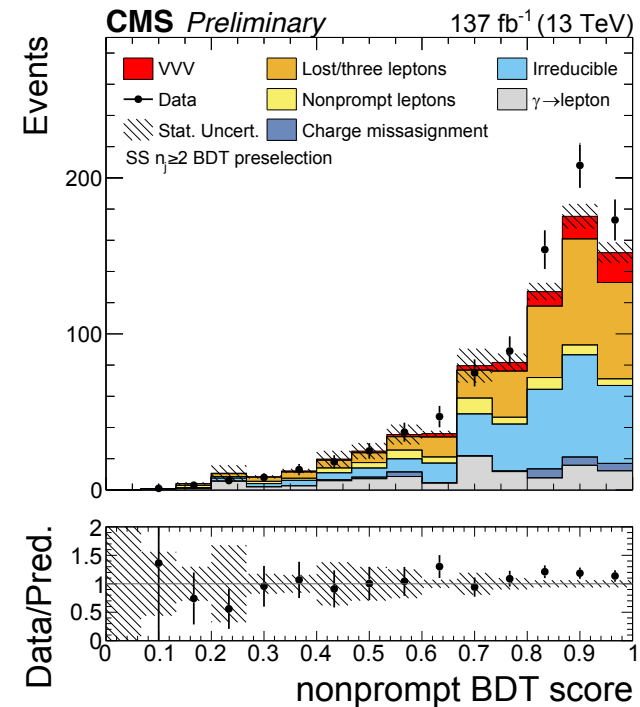 CMS Preliminary 137 fb⁻¹ (13 TeV)
Events
VVV Lost/three leptons Irreducible
Data Nonprompt leptons γ→lepton
Stat. Uncert. Charge missasignment
SS nj≥2 BDT preselection
200
100
0
Data/Pred.
2
1.5
1
0.5
0
0 0.1 0.2 0.3 0.4 0.5 0.6 0.7 0.8 0.9 1
nonprompt BDT score